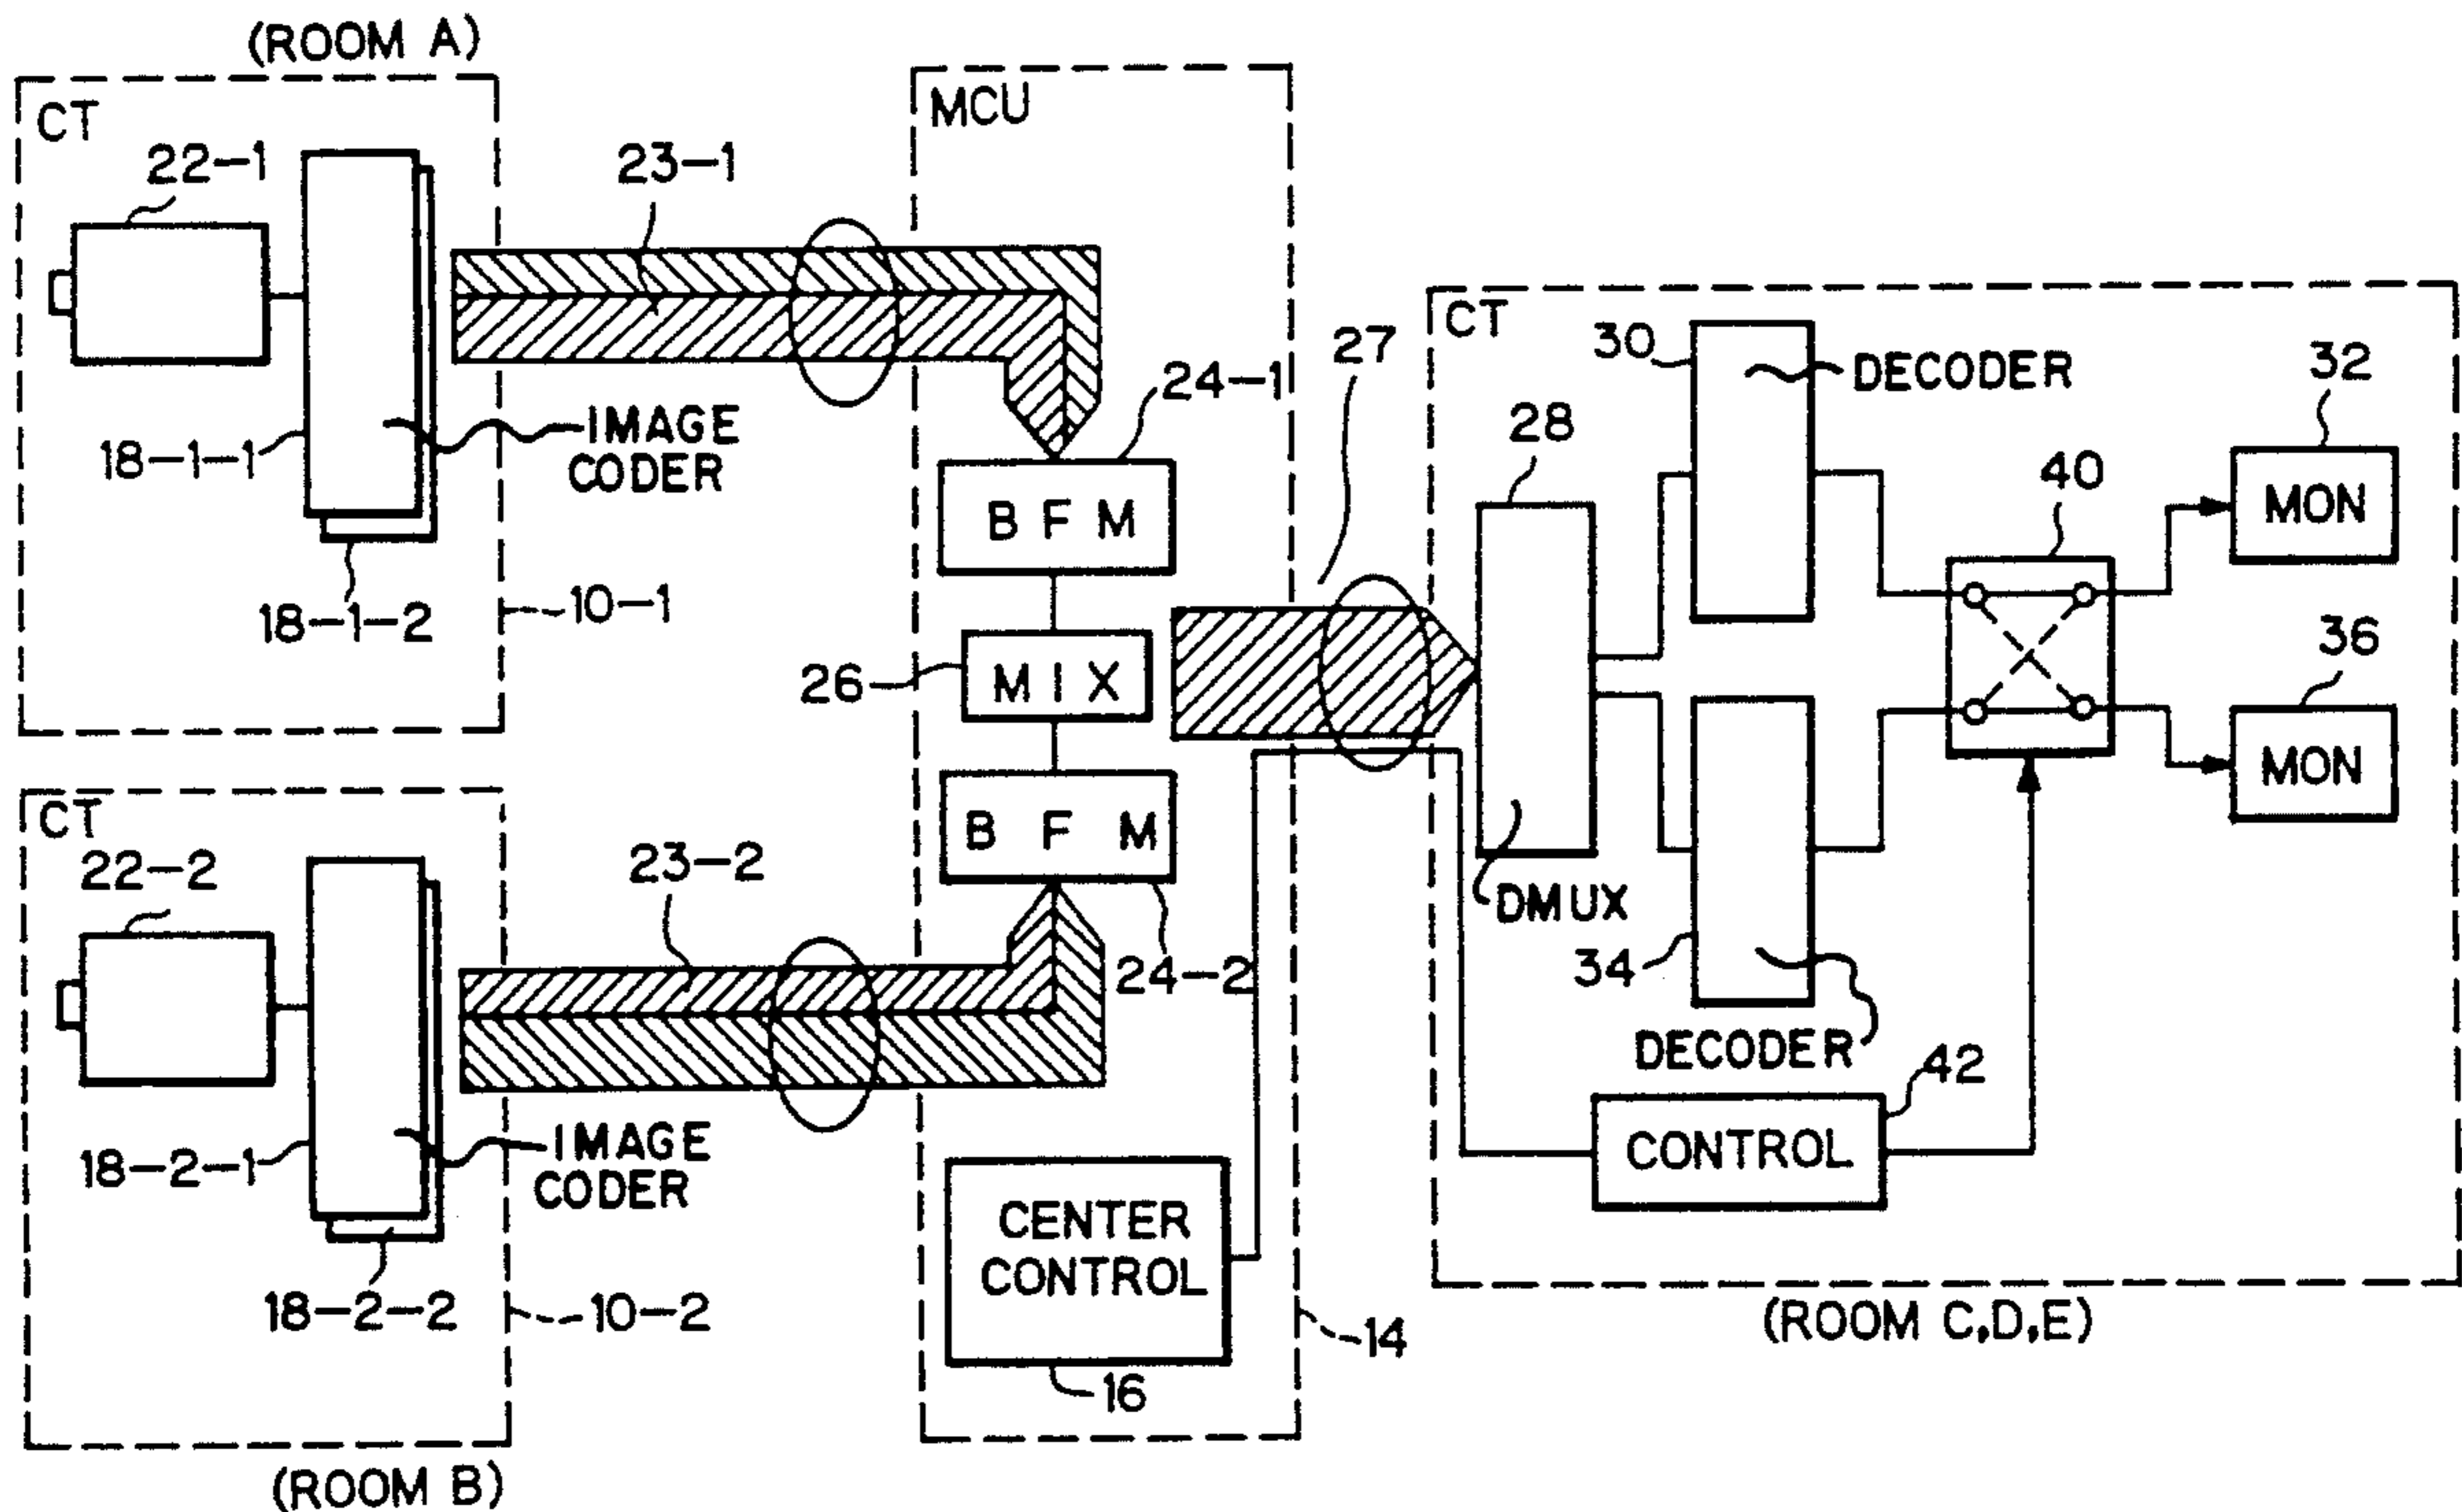 (ROOM A)
CT
22-1
18-1-1
IMAGE
CODER
18-1-2
10-1
23-1
MCU
24-1
B F M
26
M I X
B F M
24-2
27
CT
28
30
DECODER
32
MON
40
36
MON
DMUX
34
DECODER
42
CONTROL
(ROOM C,D,E)
CT
22-2
18-2-1
IMAGE
CODER
18-2-2
10-2
23-2
CENTER
CONTROL
16
14
(ROOM B)